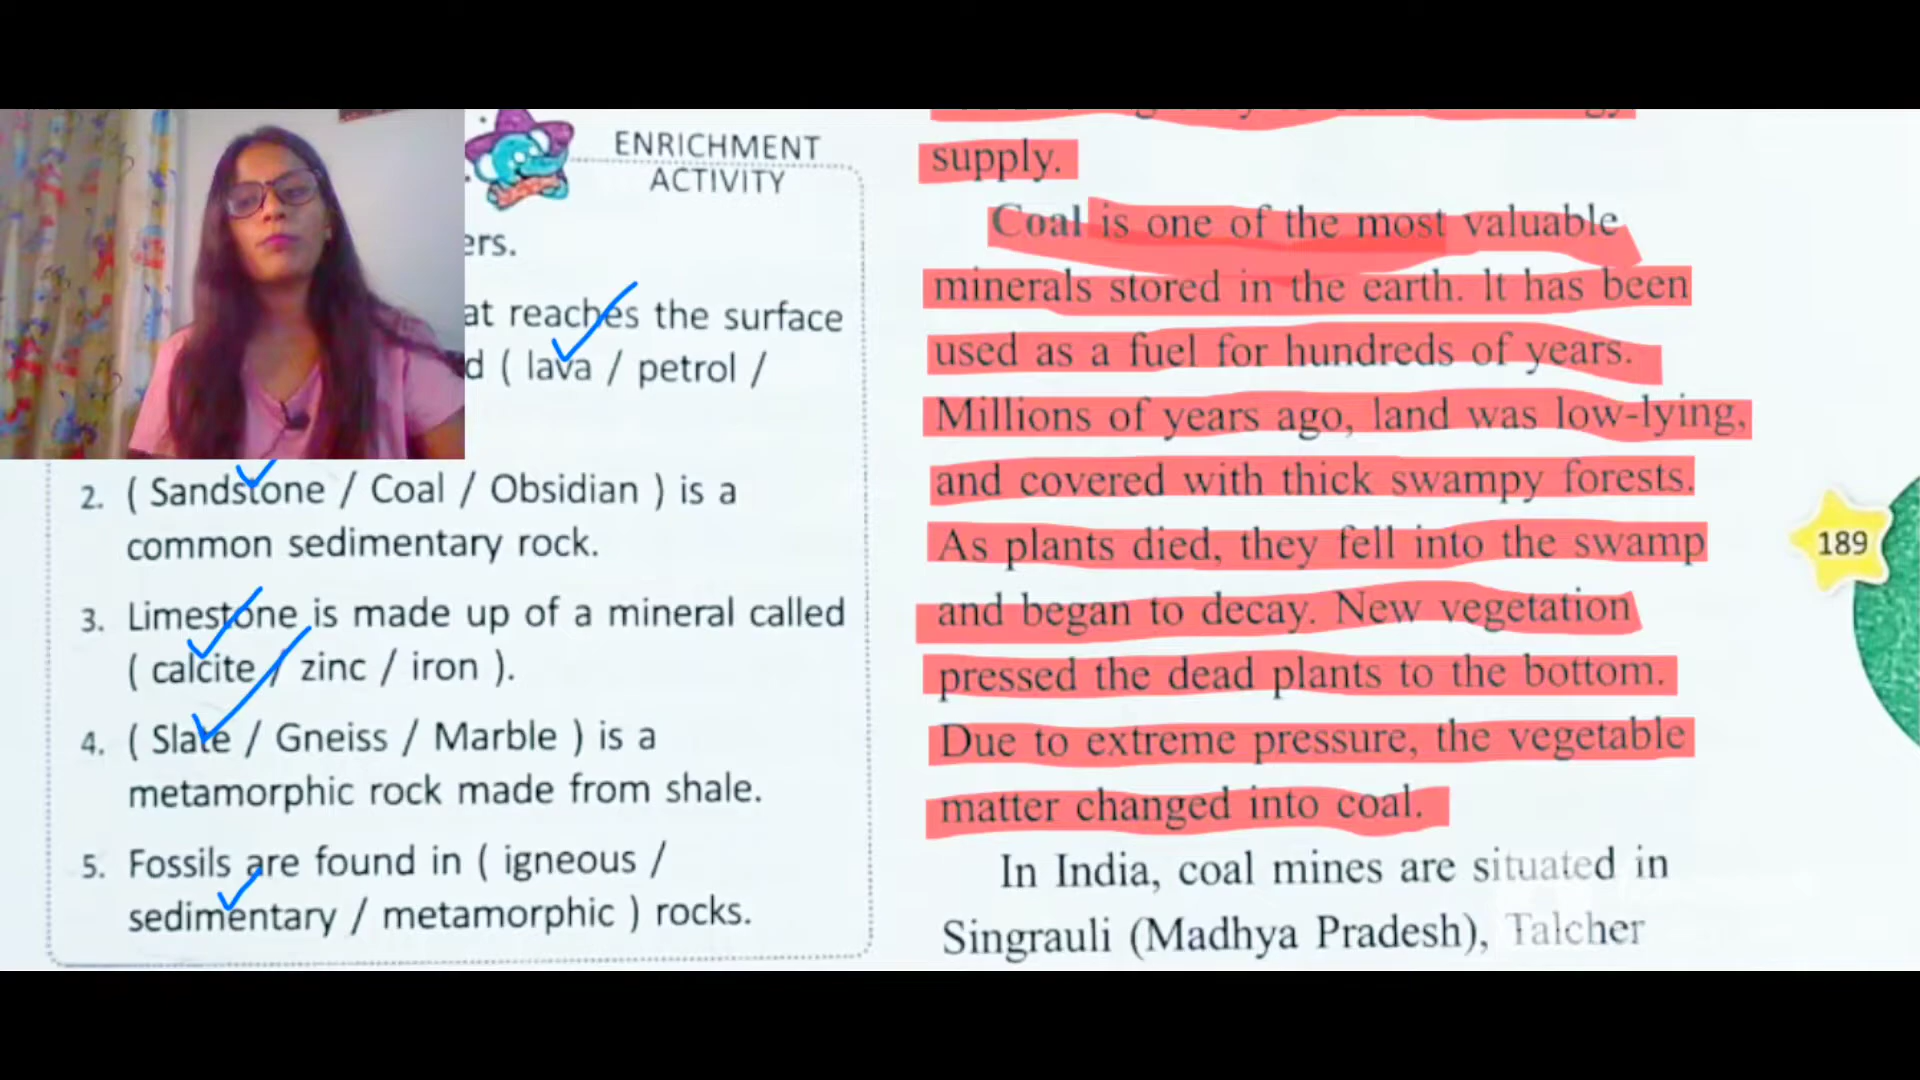 ENRICHMENT
ACTIVITY
ers.
at reaches the surface
d ( lava / petrol /
2. ( Sandstone / Coal / Obsidian ) is a
common sedimentary rock.
3. Limestone is made up of a mineral called
( calcite / zinc / iron ).
4. ( Slate / Gneiss / Marble ) is a
metamorphic rock made from shale.
5. Fossils are found in ( igneous /
sedimentary / metamorphic ) rocks.
supply.
Coal is one of the most valuable
minerals stored in the earth. It has been
used as a fuel for hundreds of years.
Millions of years ago, land was low-lying,
and covered with thick swampy forests.
As plants died, they fell into the swamp
and began to decay. New vegetation
pressed the dead plants to the bottom.
Due to extreme pressure, the vegetable
matter changed into coal.
In India, coal mines are situated in
Singrauli (Madhya Pradesh), Talcher
189